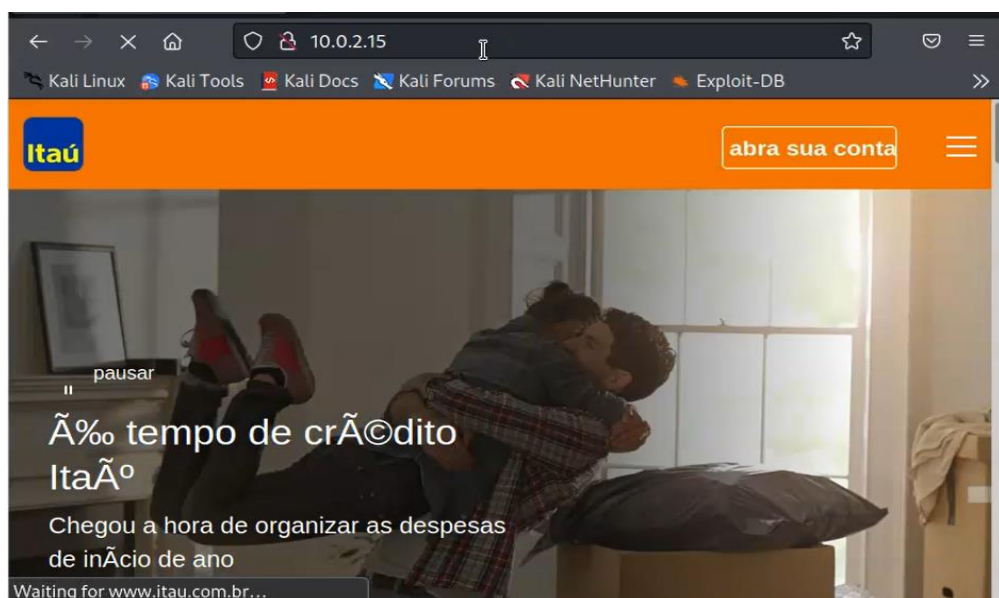 10.0.2.15
Kali Linux Kali Tools Kali Docs Kali Forums Kali NetHunter Exploit-DB
Itaú abra sua conta
pausar
Ã‰ tempo de crÃ©dito
ItaÃº
Chegou a hora de organizar as despesas
de inÃcio de ano
Waiting for www.itau.com.br...